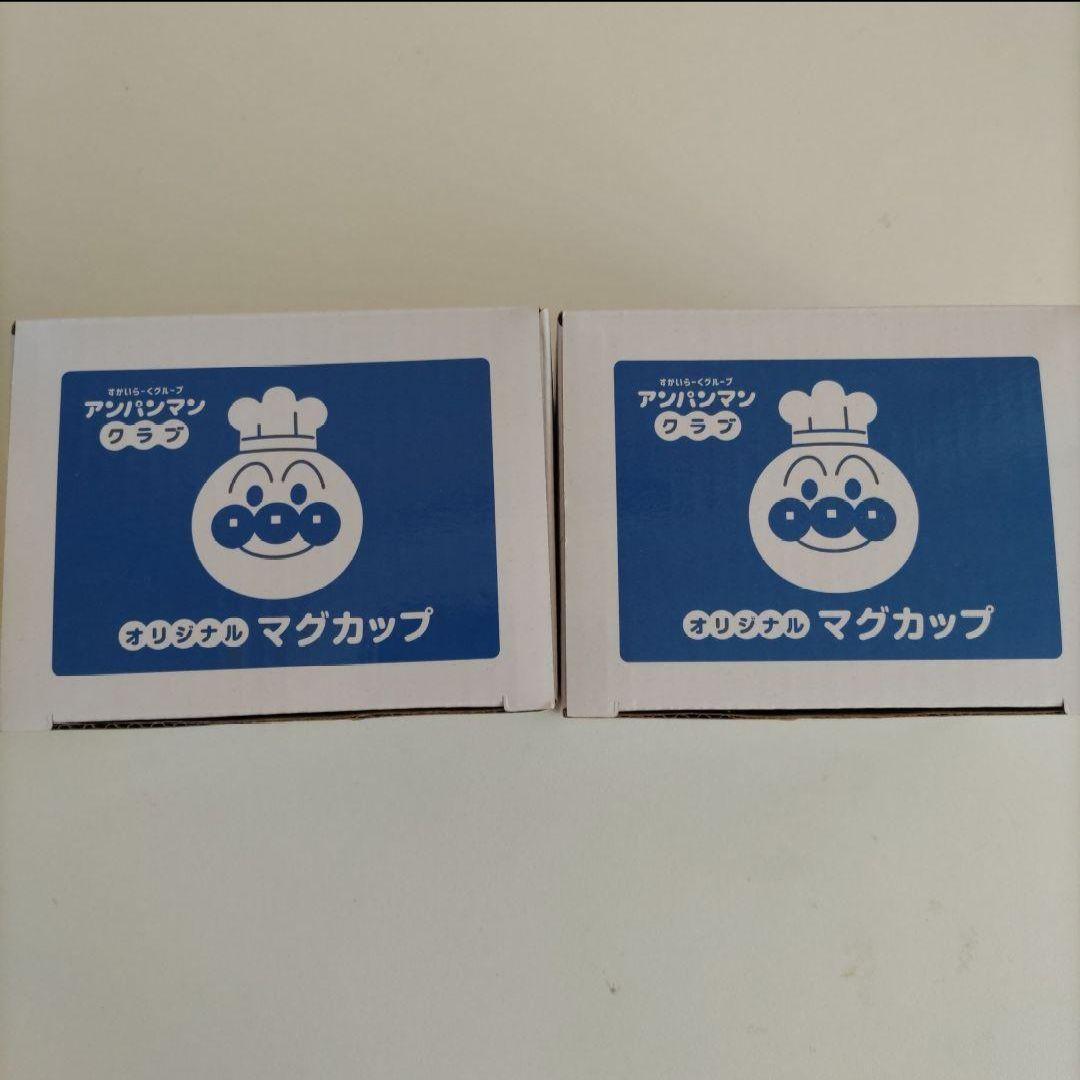 すかいらーくグループ
アンパンマン
クラブ
オリジナル マグカップ
すかいらーくグループ
アンパンマン
クラブ
オリジナル マグカップ